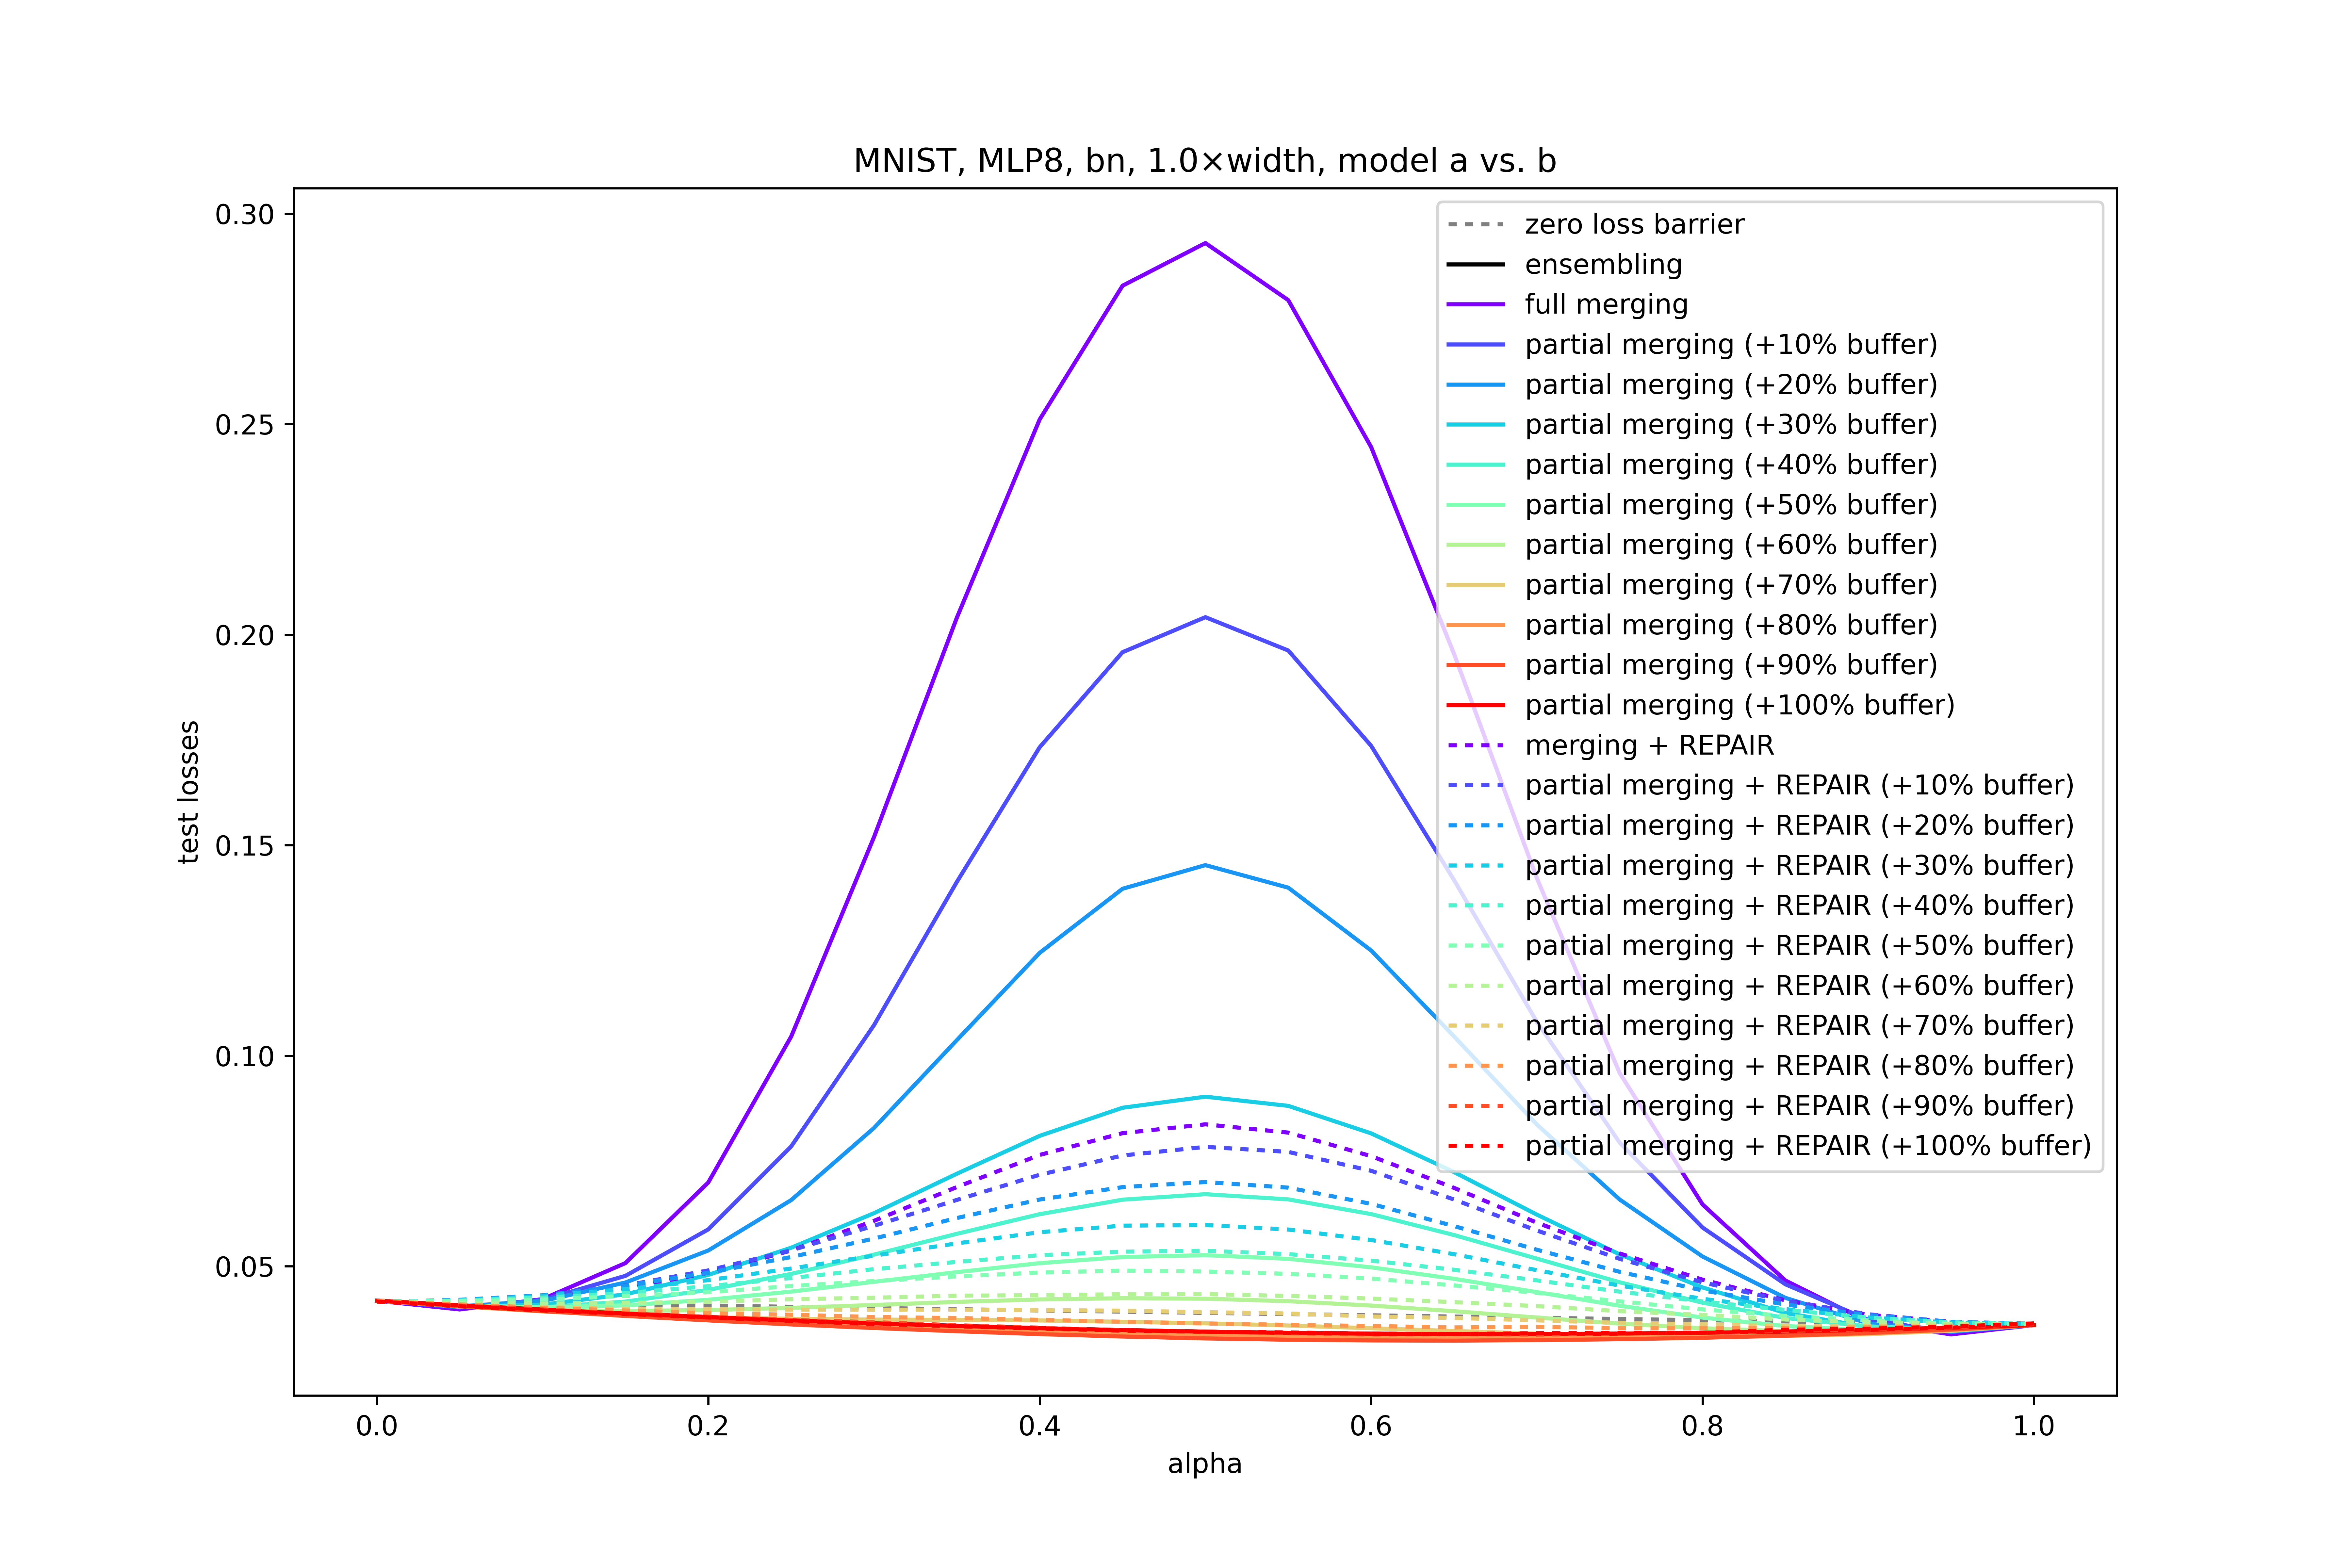 MNIST, MLP8, bn, 1.0×width, model a vs. b
0.30
0.25
0.20
0.15
0.10
0.05
test losses
zero loss barrier
ensembling
full merging
partial merging (+10% buffer)
partial merging (+20% buffer)
partial merging (+30% buffer)
partial merging (+40% buffer)
partial merging (+50% buffer)
partial merging (+60% buffer)
partial merging (+70% buffer)
partial merging (+80% buffer)
partial merging (+90% buffer)
partial merging (+100% buffer)
merging + REPAIR
partial merging + REPAIR (+10% buffer)
partial merging + REPAIR (+20% buffer)
partial merging + REPAIR (+30% buffer)
partial merging + REPAIR (+40% buffer)
partial merging + REPAIR (+50% buffer)
partial merging + REPAIR (+60% buffer)
partial merging + REPAIR (+70% buffer)
partial merging + REPAIR (+80% buffer)
partial merging + REPAIR (+90% buffer)
partial merging + REPAIR (+100% buffer)
0.0 0.2 0.4 0.6 0.8 1.0
alpha